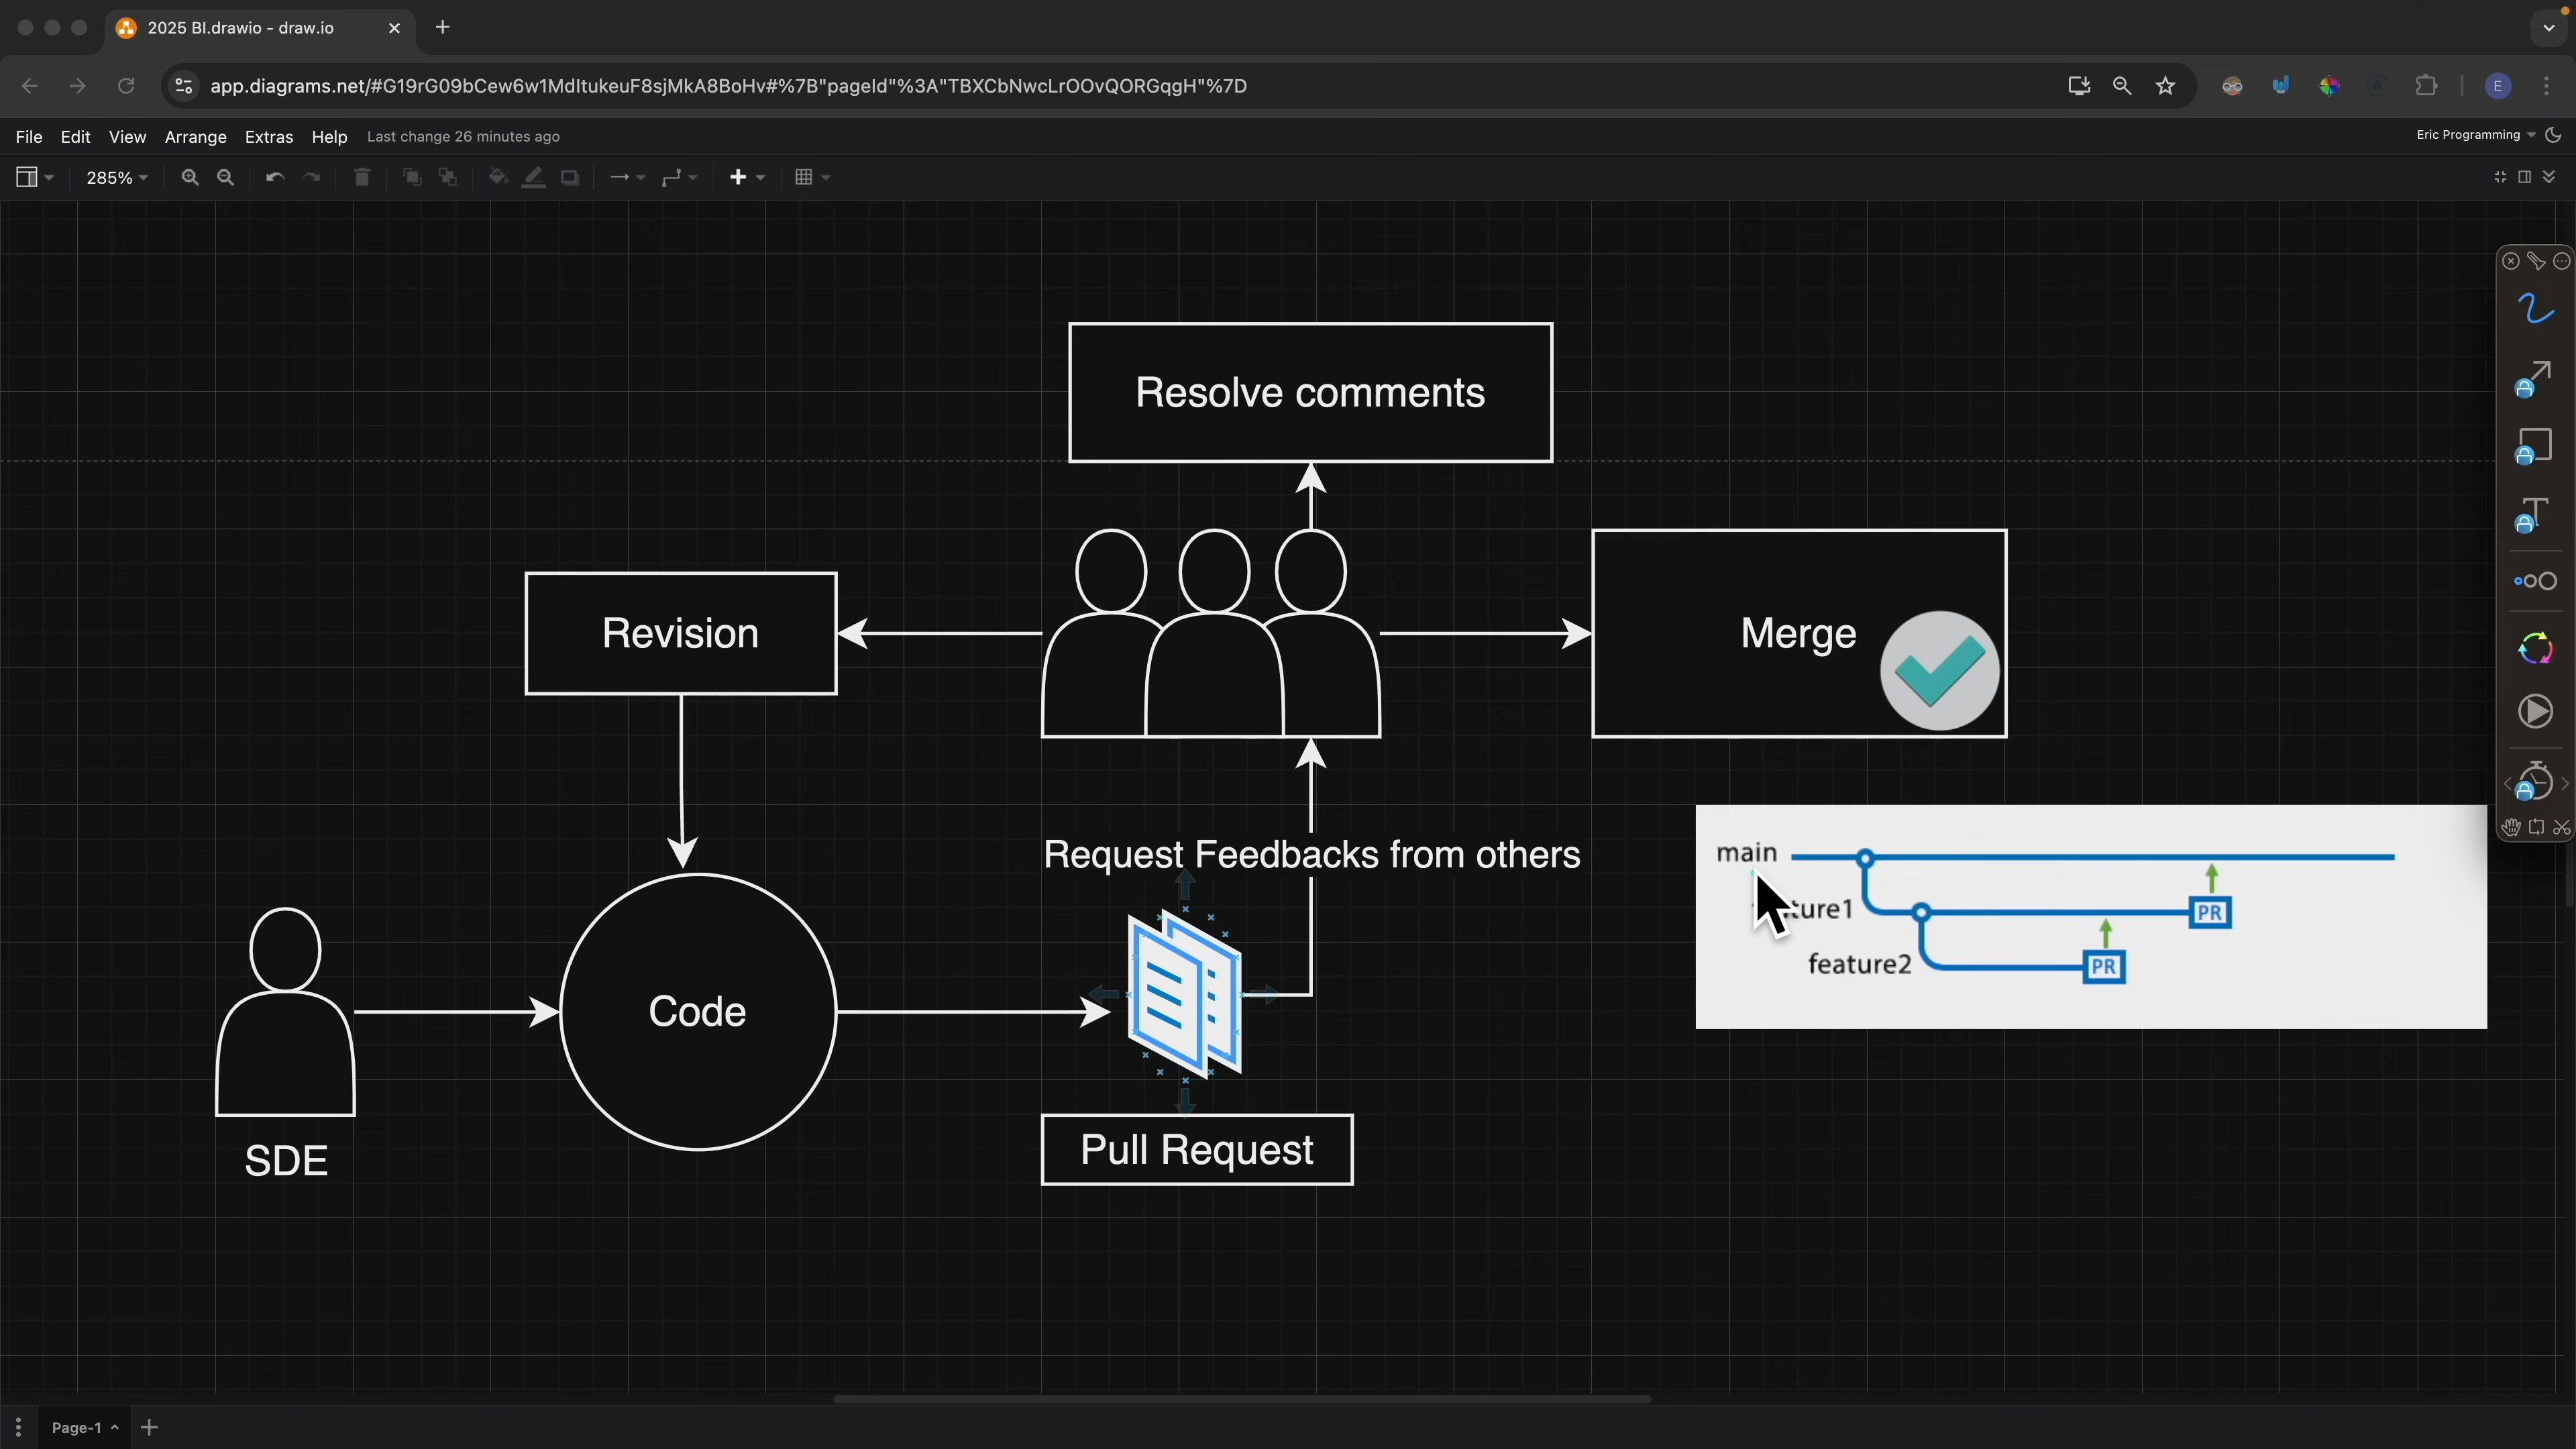 2025 BI.drawio - draw.io
app.diagrams.net/#G19rG09bCew6w1MdltukeuF8sjMkA8BoHv#%7B"pageId"%3A"TBXCbNwcLrOOvQORGqgH"%7D
E
File Edit View Arrange Extras Help Last change 26 minutes ago
Eric Programming
285%
Resolve comments
Revision
Merge
Request Feedbacks from others
main
PR
feature2
PR
Code
Pull Request
SDE
Page-1